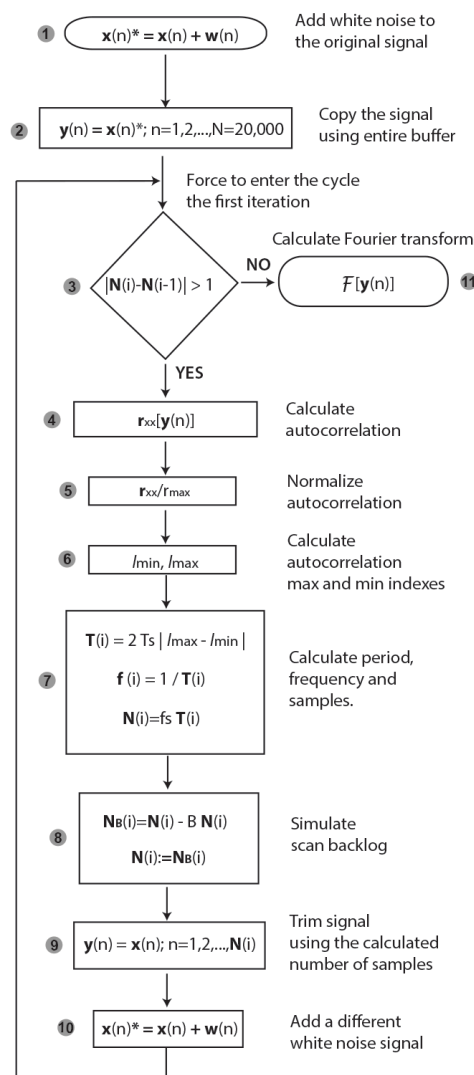 1
x(n)* = x(n) + w(n)
Add white noise to
the original signal
2
y(n) = x(n)*; n=1,2,...,N=20,000
Copy the signal
using entire buffer
Force to enter the cycle
the first iteration
3
|N(i)-N(i-1)| > 1
NO
Calculate Fourier transform
F[y(n)]
11
YES
4
rxx[y(n)]
Calculate
autocorrelation
5
rxx/rmax
Normalize
autocorrelation
6
lmin, lmax
Calculate
autocorrelation
max and min indexes
7
T(i) = 2 Ts | lmax - lmin |
f (i) = 1 / T(i)
N(i)=fs T(i)
Calculate period,
frequency and
samples.
8
NB(i)=N(i) - B N(i)
N(i):=NB(i)
Simulate
scan backlog
9
y(n) = x(n); n=1,2,...,N(i)
Trim signal
using the calculated
number of samples
10
x(n)* = x(n) + w(n)
Add a different
white noise signal